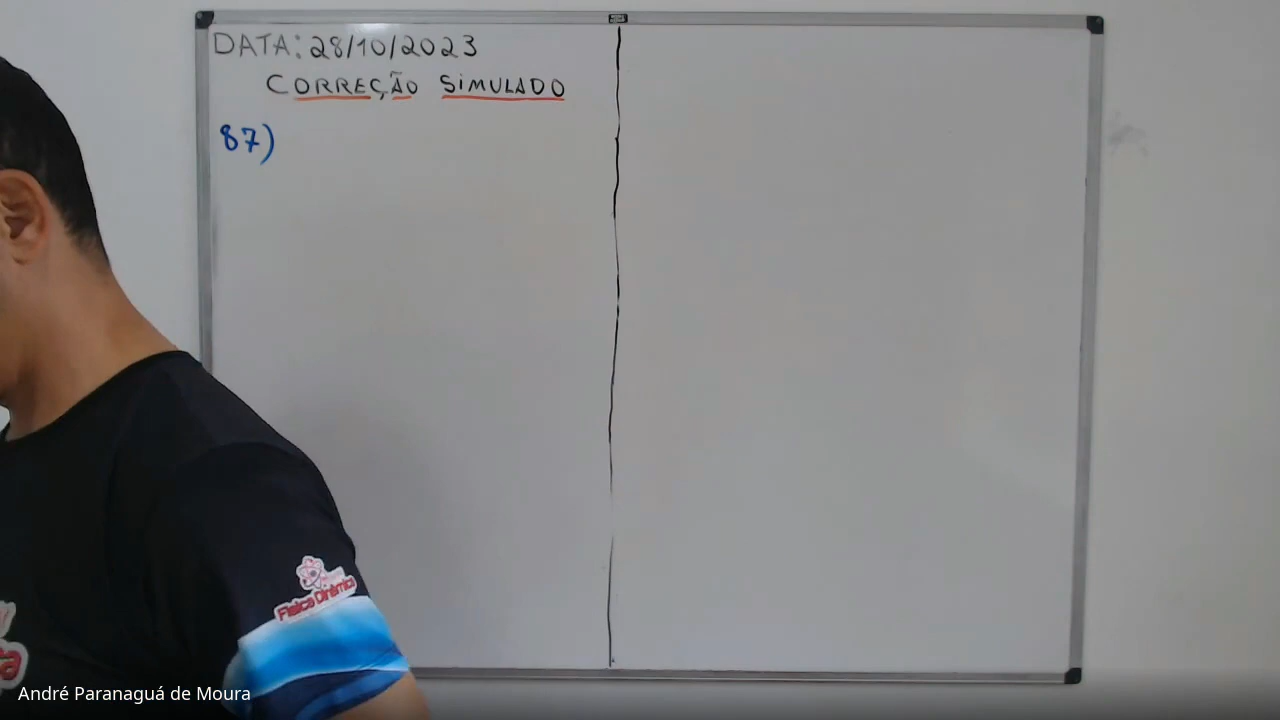 DATA: 28/10/2023
CORREÇÃO SIMULADO
87)
Física Dinâmica
André Paranaguá de Moura